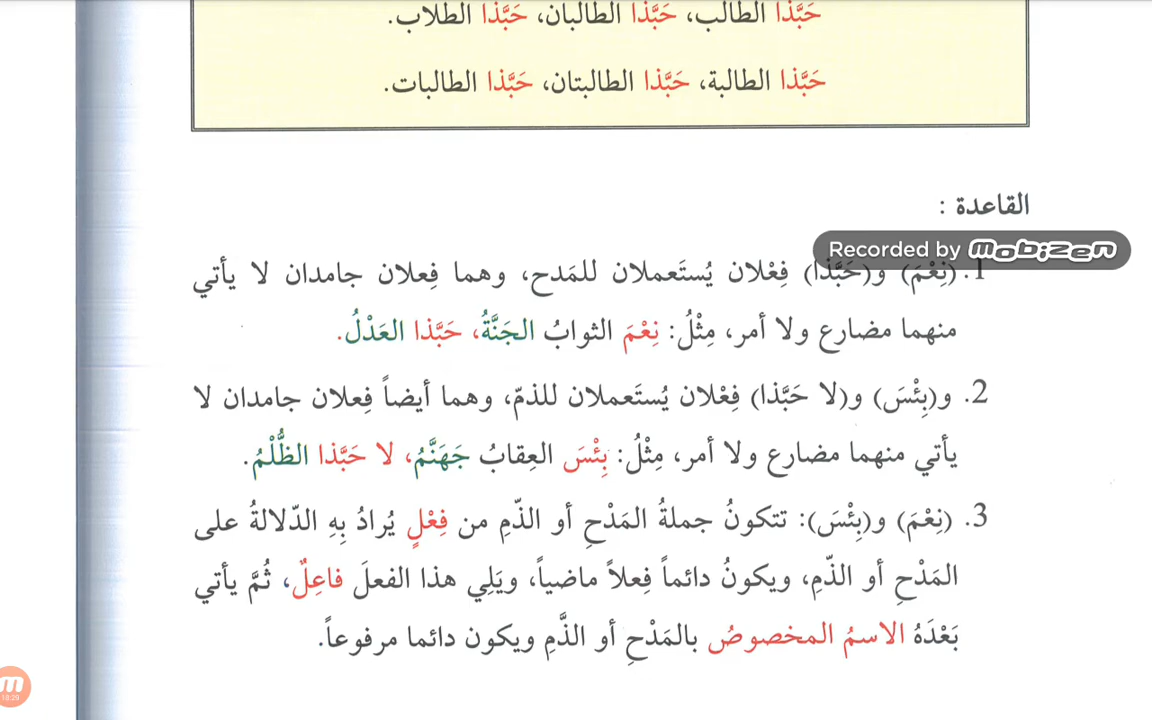 حَبَّذا الطالب، حَبَّذا الطالبان، حَبَّذا الطلاب.
حَبَّذا الطالبة، حَبَّذا الطالبتان، حَبَّذا الطالبات.
القاعدة :
Recorded by mobizen
1. (نِعْمَ) و(حَبَّذا) فِعْلان يُستَعملان للمَدح، وهما فِعلان جامدان لا يأتي
منهما مضارع ولا أمر، مِثْلُ: نِعْمَ الثوابُ الجَنَّةُ، حَبَّذا العَدْلُ.
2. و(بِئْسَ) و(لا حَبَّذا) فِعْلان يُستَعملان للذمّ، وهما أيضاً فِعلان جامدان لا
يأتي منهما مضارع ولا أمر، مِثْلُ: بِئْسَ العِقابُ جَهَنَّمُ، لا حَبَّذا الظُّلْمُ.
3. (نِعْمَ) و(بِئْسَ): تتكونُ جملةُ المَدْحِ أو الذّمِ من فِعْلٍ يُرادُ بِهِ الدّلالةُ على
المَدْحِ أو الذّمِ، ويكونُ دائماً فِعلاً ماضياً، ويَلِي هذا الفعلَ فاعِلٌ، ثُمَّ يأتي
بَعْدَهُ الاسمُ المخصوصُ بالمَدْحِ أو الذَّمِ ويكون دائما مرفوعاً.
18:39